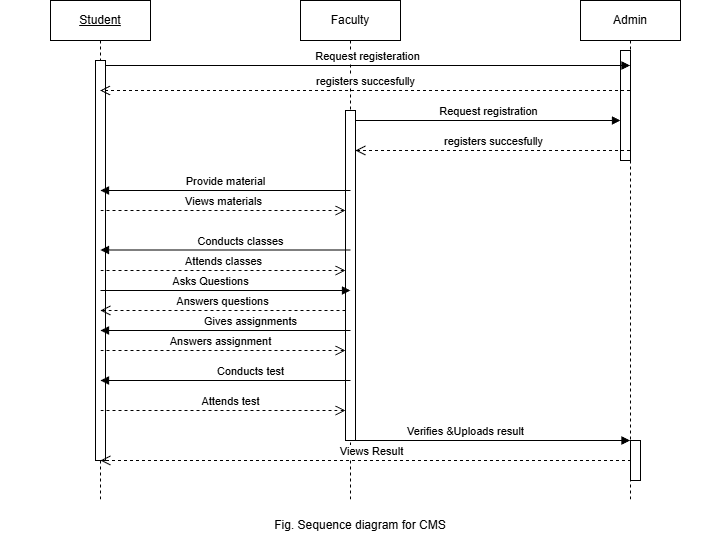 Student
Faculty
Admin
Request registeration
registers succesfully
Request registration
registers succesfully
Provide material
Views materials
Conducts classes
Attends classes
Asks Questions
Answers questions
Gives assignments
Answers assignment
Conducts test
Attends test
Verifies &Uploads result
Views Result
Fig. Sequence diagram for CMS